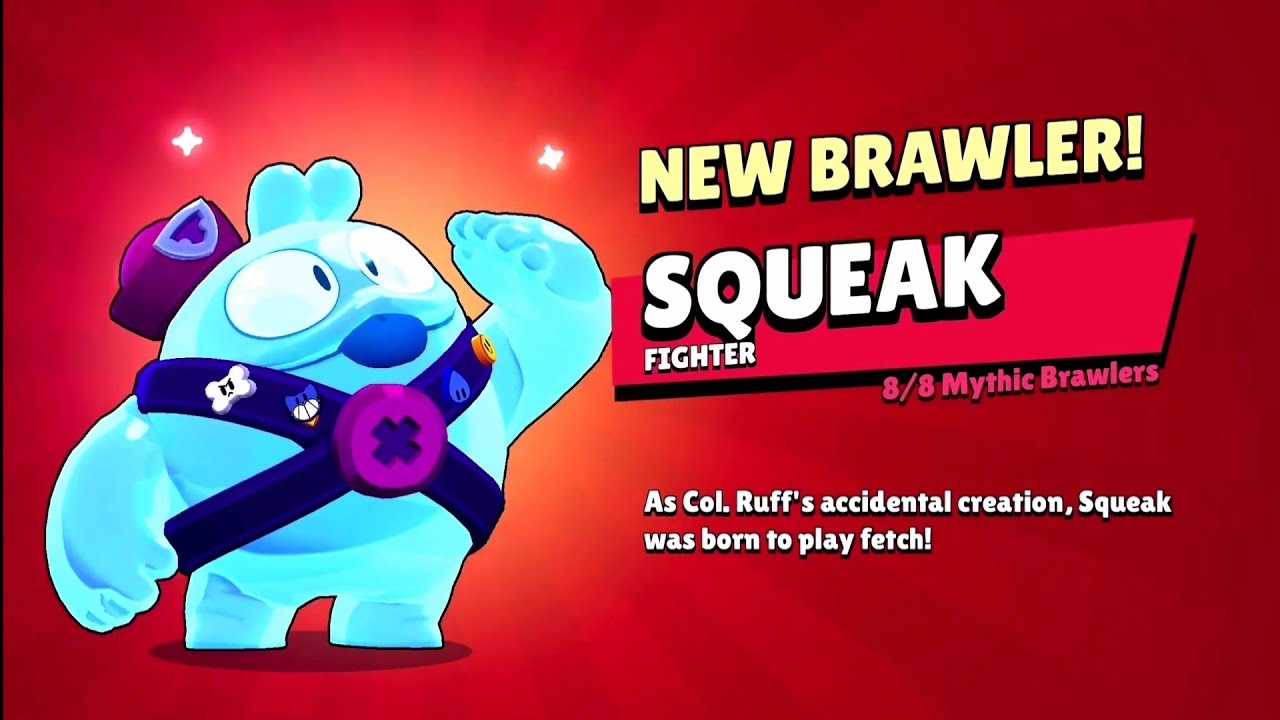 NEW BRAWLER!
SQUEAK
FIGHTER
8/8 Mythic Brawlers
As Col. Ruff's accidental creation, Squeak
was born to play fetch!